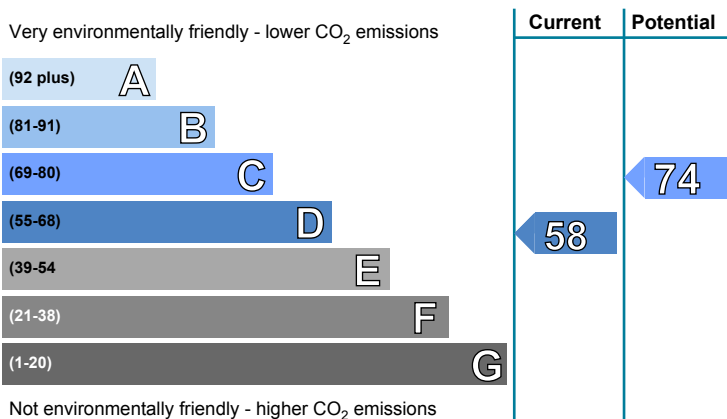 Very environmentally friendly - lower CO2 emissions
Current
Potential
(92 plus) A
(81-91) B
(69-80) C
(55-68) D
(39-54 E
(21-38) F
(1-20) G
74
58
Not environmentally friendly - higher CO2 emissions